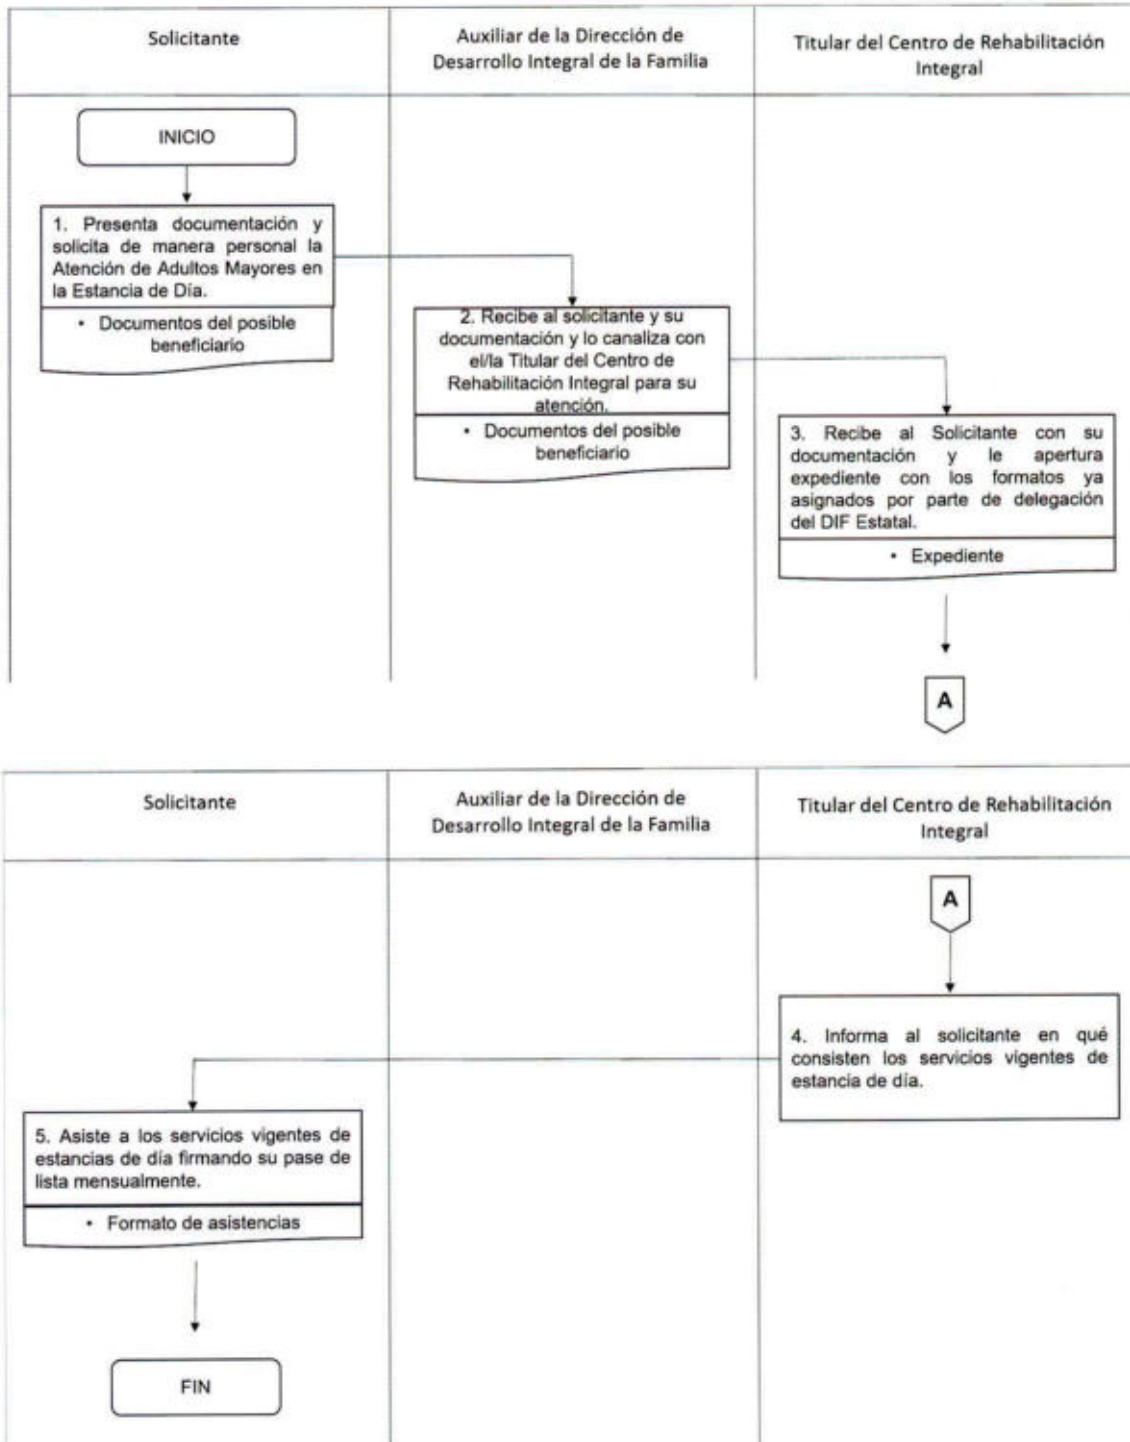 Solicitante
Auxiliar de la Dirección de
Desarrollo Integral de la Familia
Titular del Centro de Rehabilitación
Integral
INICIO
1. Presenta documentación y
solicita de manera personal la
Atención de Adultos Mayores en
la Estancia de Día.
• Documentos del posible
beneficiario
2. Recibe al solicitante y su
documentación y lo canaliza con
el/la Titular del Centro de
Rehabilitación Integral para su
atención.
• Documentos del posible
beneficiario
3. Recibe al Solicitante con su
documentación y le apertura
expediente con los formatos ya
asignados por parte de delegación
del DIF Estatal.
• Expediente
A
Solicitante
Auxiliar de la Dirección de
Desarrollo Integral de la Familia
Titular del Centro de Rehabilitación
Integral
A
4. Informa al solicitante en qué
consisten los servicios vigentes de
estancia de día.
5. Asiste a los servicios vigentes de
estancias de día firmando su pase de
lista mensualmente.
• Formato de asistencias
FIN